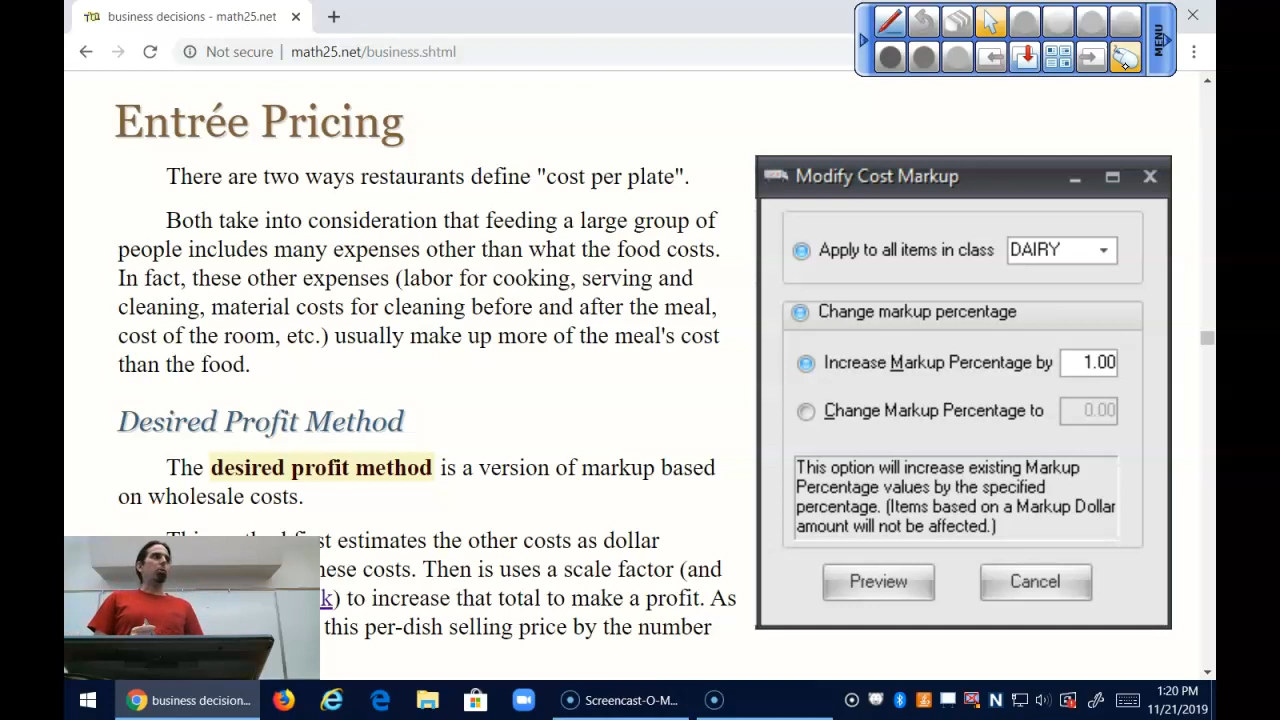 business decisions - math25.net
Not secure
math25.net/business.shtml
MENU
Entrée Pricing
There are two ways restaurants define "cost per plate".
Both take into consideration that feeding a large group of
people includes many expenses other than what the food costs.
In fact, these other expenses (labor for cooking, serving and
cleaning, material costs for cleaning before and after the meal,
cost of the room, etc.) usually make up more of the meal's cost
than the food.
Desired Profit Method
The desired profit method is a version of markup based
on wholesale costs.
estimates the other costs as dollar
these costs. Then is uses a scale factor (and
) to increase that total to make a profit. As
this per-dish selling price by the number
Modify Cost Markup
Apply to all items in class DAIRY
Change markup percentage
Increase Markup Percentage by 1.00
Change Markup Percentage to 0.00
This option will increase existing Markup
Percentage values by the specified
percentage. (Items based on a Markup Dollar
amount will not be affected.)
Preview Cancel
business decision...
Screencast-O-M...
1:20 PM
11/21/2019